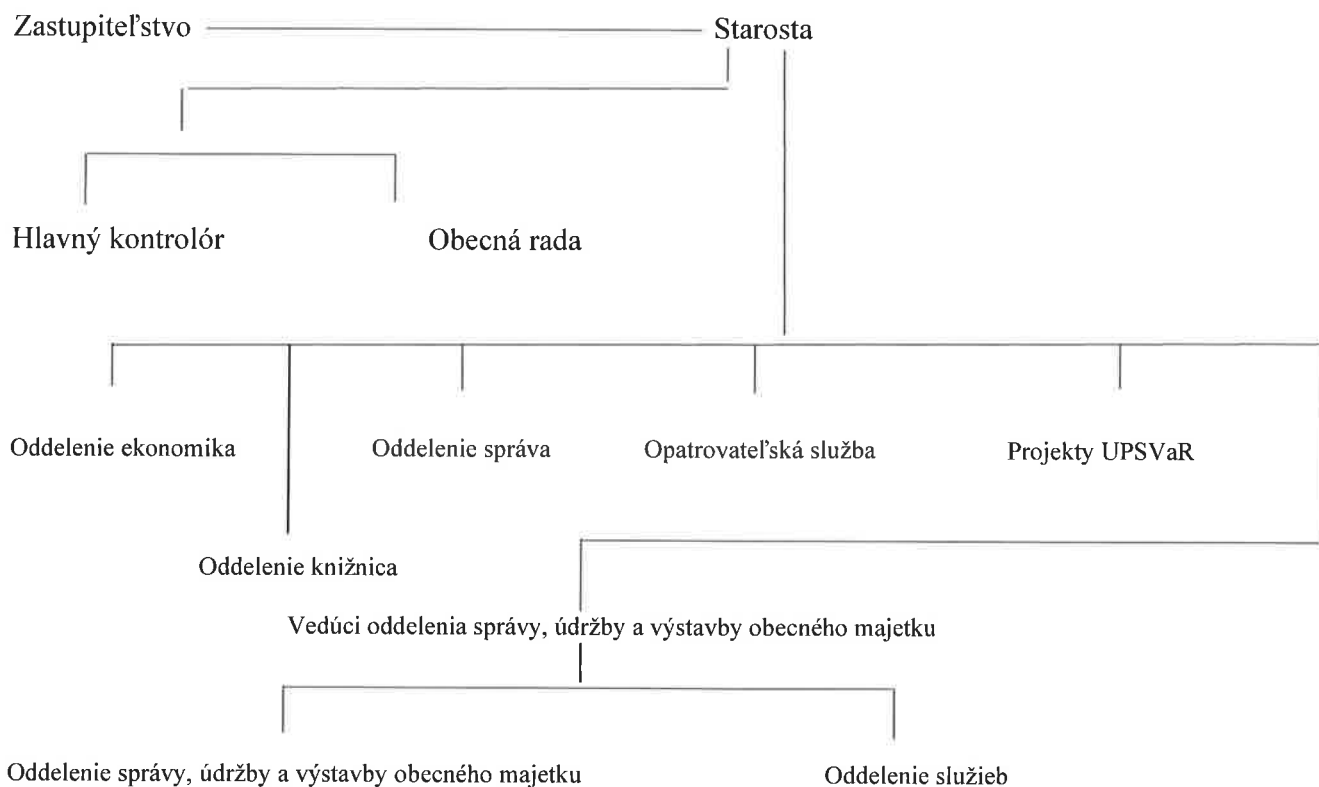 Zastupiteľstvo
Starosta
Hlavný kontrolór
Obecná rada
Oddelenie ekonomika
Oddelenie správa
Opatrovateľská služba
Projekty UPSVaR
Oddelenie knižnica
Vedúci oddelenia správy, údržby a výstavby obecného majetku
Oddelenie správy, údržby a výstavby obecného majetku
Oddelenie služieb